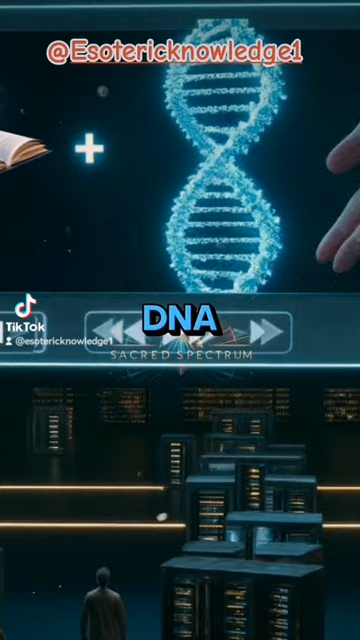 @Esotericknowledge1
TikTok
@esotericknowledge1
DNA
SACRED SPECTRUM